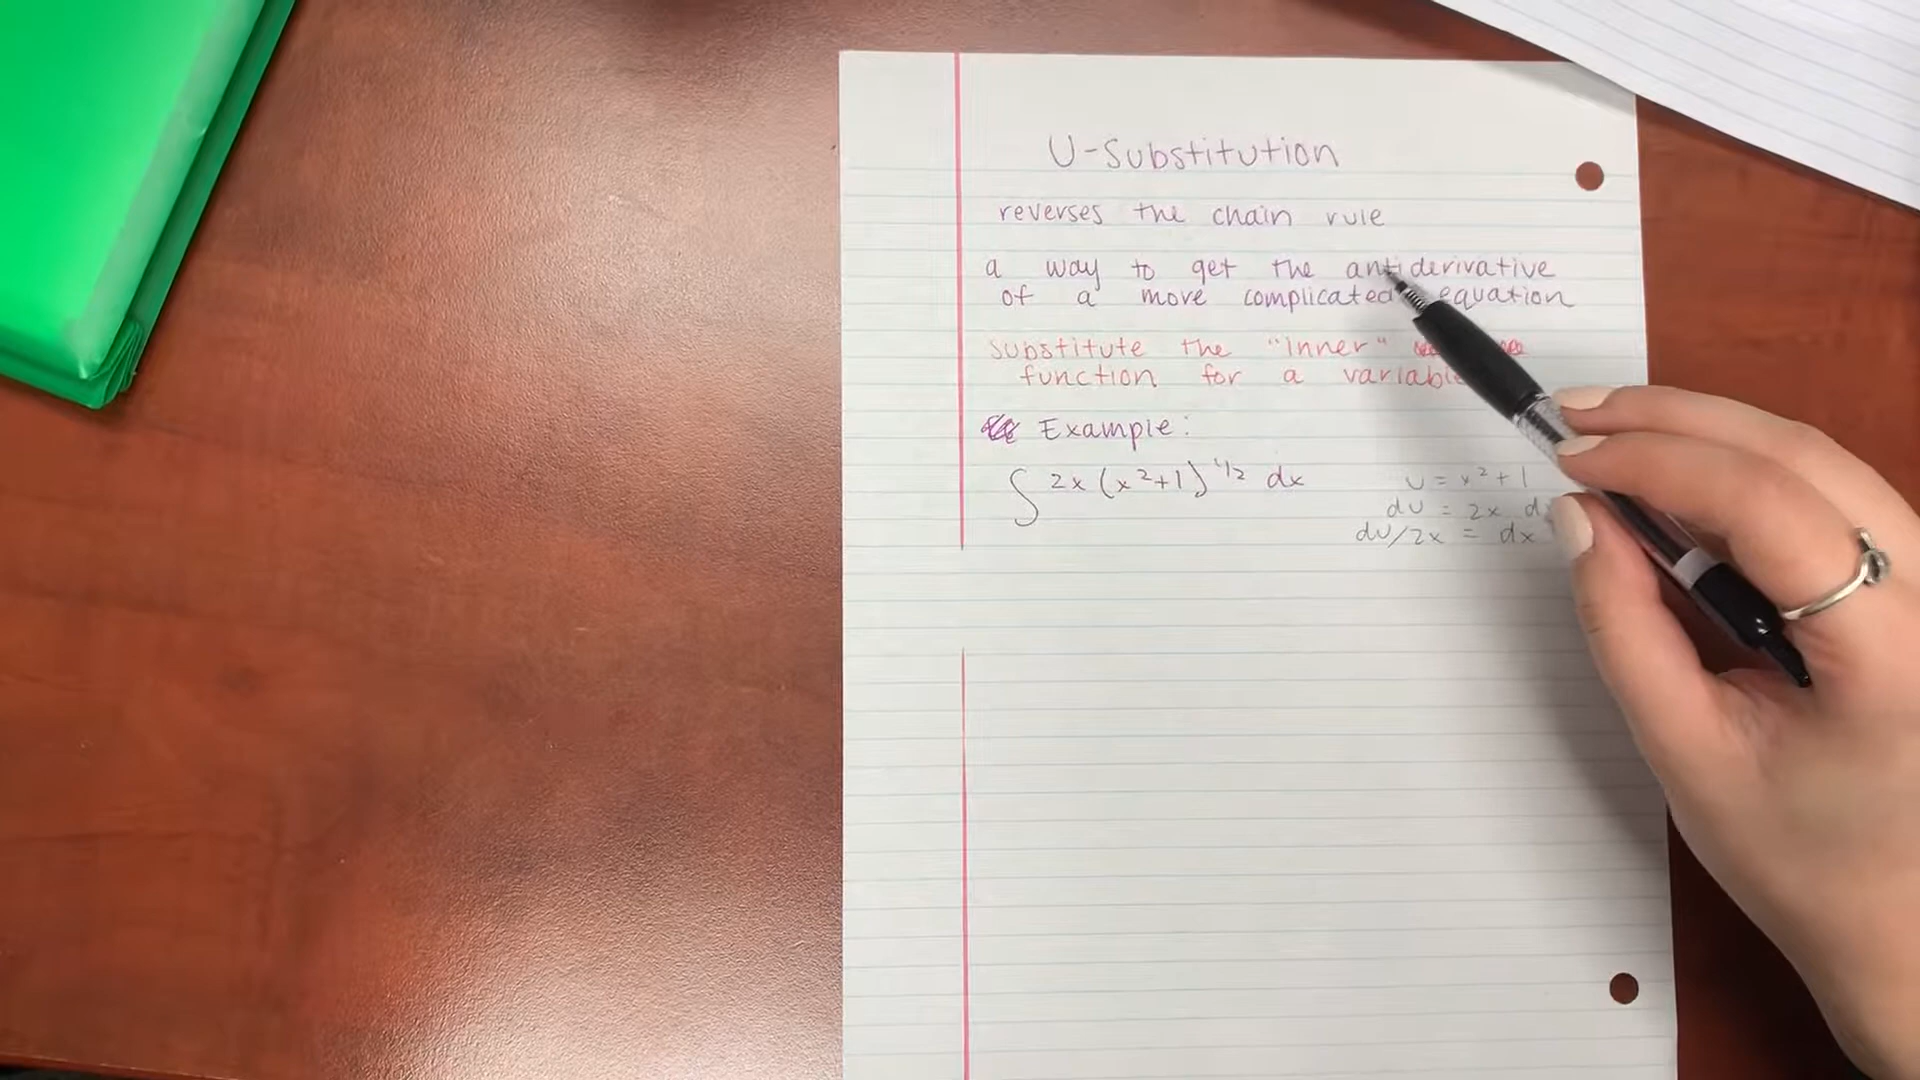 U-Substitution
reverses the chain rule
a way to get the antiderivative
of a more complicated equation
substitute the "inner"
function for a variable
Example:
∫ 2x (x²+1)^1/2 dx
u = x²+1
du = 2x dx
du/2x = dx